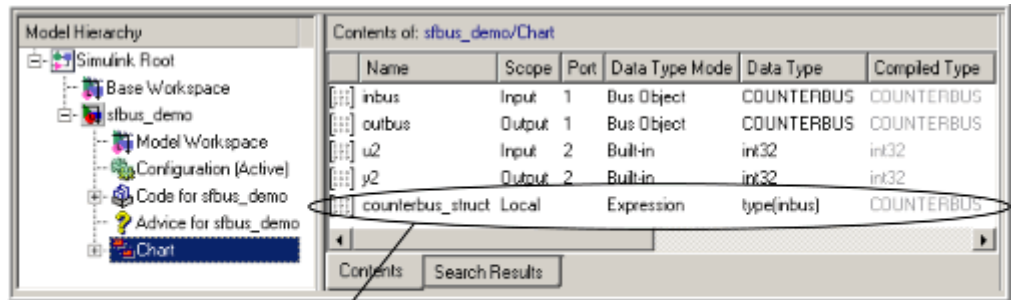 Model Hierarchy
Simulink Root
Base Workspace
sfbus_demo
Model Workspace
Configuration (Active)
Code for sfbus_demo
Advice for sfbus_demo
Chart
Contents of: sfbus_demo/Chart
Name Scope Port Data Type Mode Data Type Compiled Type
inbus Input 1 Bus Object COUNTERBUS COUNTERBUS
outbus Output 1 Bus Object COUNTERBUS COUNTERBUS
u2 Input 2 Built-in int32 int32
y2 Output 2 Built-in int32 int32
counterbus_struct Local Expression type(inbus) COUNTERBUS
Contents Search Results